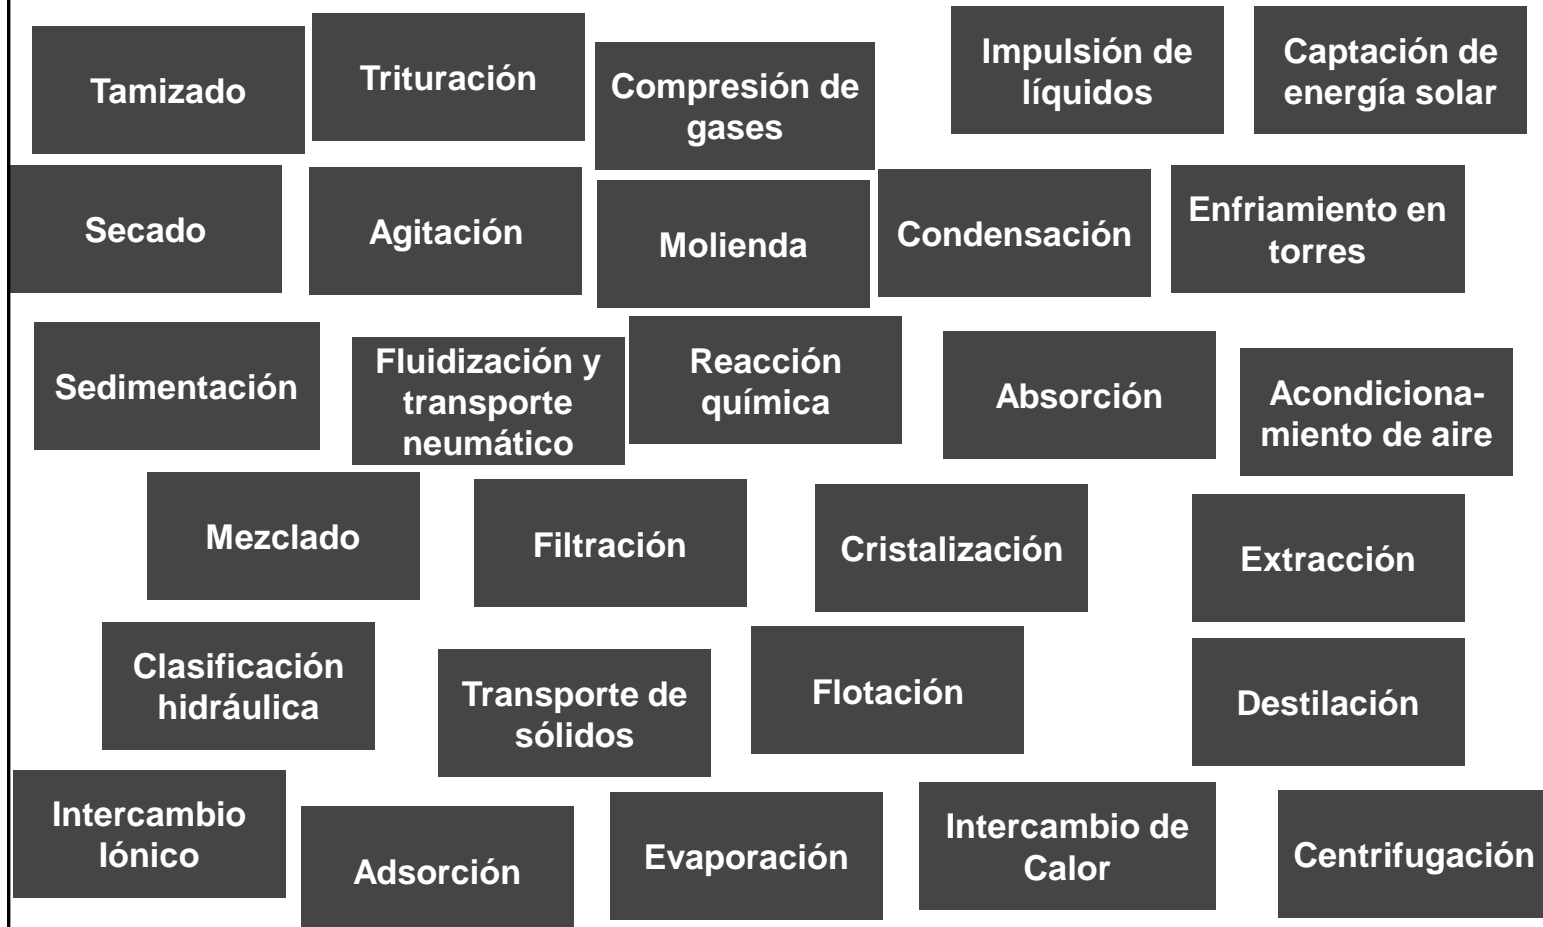 Tamizado
Trituración
Compresión de
gases
Impulsión de
líquidos
Captación de
energía solar
Secado
Agitación
Molienda
Condensación
Enfriamiento en
torres
Sedimentación
Fluidización y
transporte
neumático
Reacción
química
Absorción
Acondiciona-
miento de aire
Mezclado
Filtración
Cristalización
Extracción
Clasificación
hidráulica
Transporte de
sólidos
Flotación
Destilación
Intercambio
Iónico
Adsorción
Evaporación
Intercambio de
Calor
Centrifugación